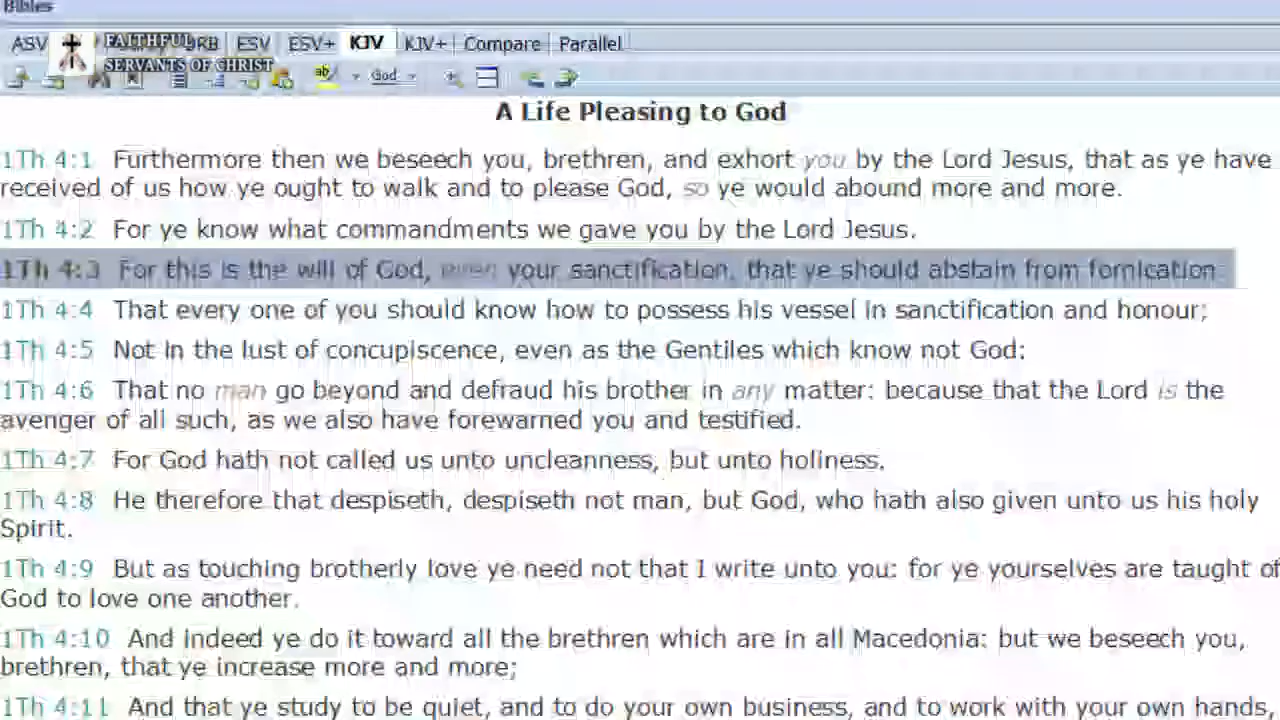 Bibles
ASV RB ESV ESV+ KJV KJV+ Compare Parallel
FAITHFUL
SERVANTS OF CHRIST
ab/ God
A Life Pleasing to God
1Th 4:1 Furthermore then we beseech you, brethren, and exhort you by the Lord Jesus, that as ye have
received of us how ye ought to walk and to please God, so ye would abound more and more.
1Th 4:2 For ye know what commandments we gave you by the Lord Jesus.
1Th 4:3 For this is the will of God, even your sanctification, that ye should abstain from fornication:
1Th 4:4 That every one of you should know how to possess his vessel in sanctification and honour;
1Th 4:5 Not in the lust of concupiscence, even as the Gentiles which know not God:
1Th 4:6 That no man go beyond and defraud his brother in any matter: because that the Lord is the
avenger of all such, as we also have forewarned you and testified.
1Th 4:7 For God hath not called us unto uncleanness, but unto holiness.
1Th 4:8 He therefore that despiseth, despiseth not man, but God, who hath also given unto us his holy
Spirit.
1Th 4:9 But as touching brotherly love ye need not that I write unto you: for ye yourselves are taught of
God to love one another.
1Th 4:10 And indeed ye do it toward all the brethren which are in all Macedonia: but we beseech you,
brethren, that ye increase more and more;
1Th 4:11 And that ye study to be quiet, and to do your own business, and to work with your own hands,